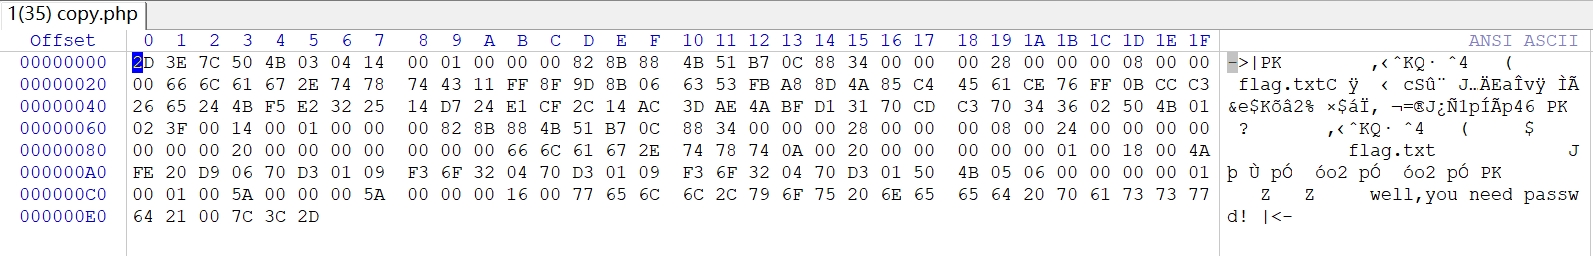 1(35) copy.php
Offset 0 1 2 3 4 5 6 7 8 9 A B C D E F 10 11 12 13 14 15 16 17 18 19 1A 1B 1C 1D 1E 1F ANSI ASCII
00000000 2D 3E 7C 50 4B 03 04 14 00 01 00 00 00 82 8B 88 4B 51 B7 0C 88 34 00 00 00 28 00 00 00 08 00 00 ->|PK ‚‹ˆKQ· ˆ4 (
00000020 00 66 6C 61 67 2E 74 78 74 43 11 FF 8F 9D 8B 06 63 53 FB A8 8D 4A 85 C4 45 61 CE 76 FF 0B CC C3 flag.txtC ÿ ‹ cSû¨ J…ÄEaÎvÿ ÌÃ
00000040 26 65 24 4B F5 E2 32 25 14 D7 24 E1 CF 2C 14 AC 3D AE 4A BF D1 31 70 CD C3 70 34 36 02 50 4B 01 &e$Kõâ2% ×$áÏ, ¬=®J¿Ñ1pÍÃp46 PK
00000060 02 3F 00 14 00 01 00 00 00 82 8B 88 4B 51 B7 0C 88 34 00 00 00 28 00 00 00 08 00 24 00 00 00 00 ? ‚‹ˆKQ· ˆ4 ( $
00000080 00 00 00 20 00 00 00 00 00 66 6C 61 67 2E 74 78 74 0A 00 20 00 00 00 00 00 01 00 18 00 4A flag.txt J
000000A0 FE 20 D9 06 70 D3 01 09 F3 6F 32 04 70 D3 01 09 F3 6F 32 04 70 D3 01 50 4B 05 06 00 00 00 00 01 þ Ù pÓ óo2 pÓ óo2 pÓ PK
000000C0 00 01 00 5A 00 00 00 5A 00 00 00 16 00 77 65 6C 6C 2C 79 6F 75 20 6E 65 65 64 20 70 61 73 73 77 Z Z well,you need passw
000000E0 64 21 00 7C 3C 2D d! |<-